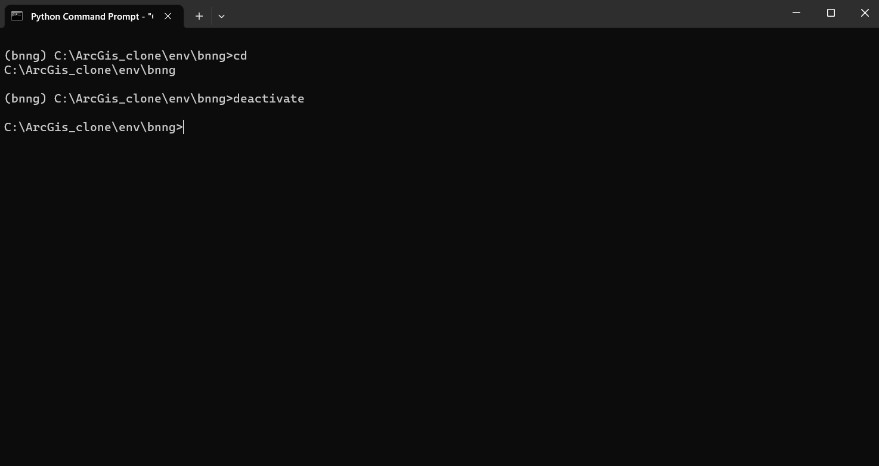 Python Command Prompt - "
(bnng) C:\ArcGis_clone\env\bnng>cd
C:\ArcGis_clone\env\bnng
(bnng) C:\ArcGis_clone\env\bnng>deactivate
C:\ArcGis_clone\env\bnng>